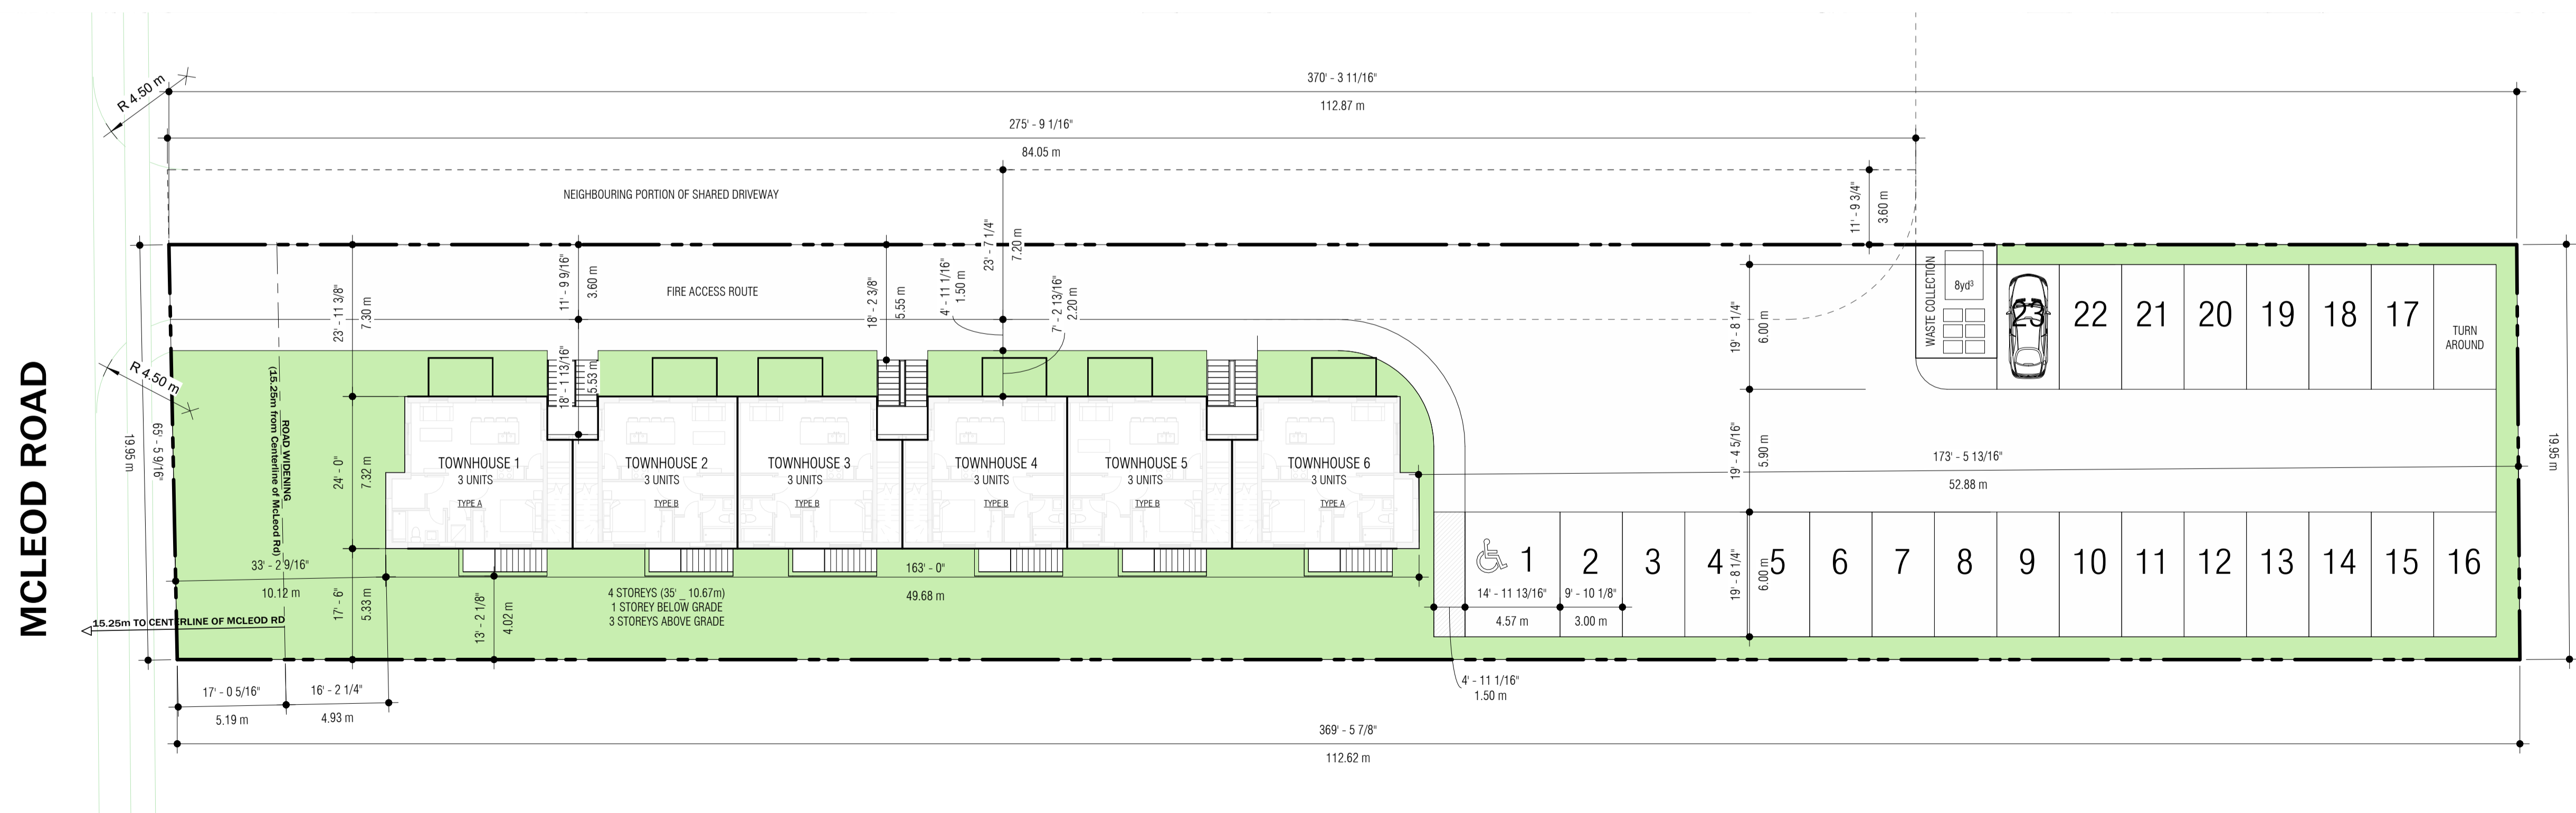 370' - 3 11/16"
112.87 m
R 4.50 m
275' - 9 1/16"
84.05 m
NEIGHBOURING PORTION OF SHARED DRIVEWAY
11' - 9 3/4"
3.60 m
23' - 7 1/4"
7.20 m
23' - 11 3/8"
7.30 m
11' - 9 9/16"
3.60 m
FIRE ACCESS ROUTE
18' - 2 3/8"
5.55 m
4' - 11 1/16"
1.50 m
7' - 2 13/16"
2.20 m
19' - 8 1/4"
6.00 m
WASTE COLLECTION
8yd³
23
22
21
20
19
18
17
TURN
AROUND
MCLEOD ROAD
R 4.50 m
18' - 1 13/16"
5.53 m
19.95 m
65' - 5 9/16"
ROAD WIDENING
(15.25m from Centerline of McLeod Rd)
24' - 0"
7.32 m
TOWNHOUSE 1
3 UNITS
TYPE A
TOWNHOUSE 2
3 UNITS
TYPE B
TOWNHOUSE 3
3 UNITS
TYPE B
TOWNHOUSE 4
3 UNITS
TYPE B
TOWNHOUSE 5
3 UNITS
TYPE B
TOWNHOUSE 6
3 UNITS
TYPE A
19' - 4 5/16"
5.90 m
173' - 5 13/16"
52.88 m
19.95 m
33' - 2 9/16"
10.12 m
17' - 6"
5.33 m
13' - 2 1/8"
4.02 m
4 STOREYS (35' _ 10.67m)
1 STOREY BELOW GRADE
3 STOREYS ABOVE GRADE
163' - 0"
49.68 m
1
2
3
4
5
6
7
8
9
10
11
12
13
14
15
16
19' - 8 1/4"
6.00 m
14' - 11 13/16"
4.57 m
9' - 10 1/8"
3.00 m
15.25m TO CENTERLINE OF MCLEOD RD
4' - 11 1/16"
1.50 m
17' - 0 5/16"
5.19 m
16' - 2 1/4"
4.93 m
369' - 5 7/8"
112.62 m